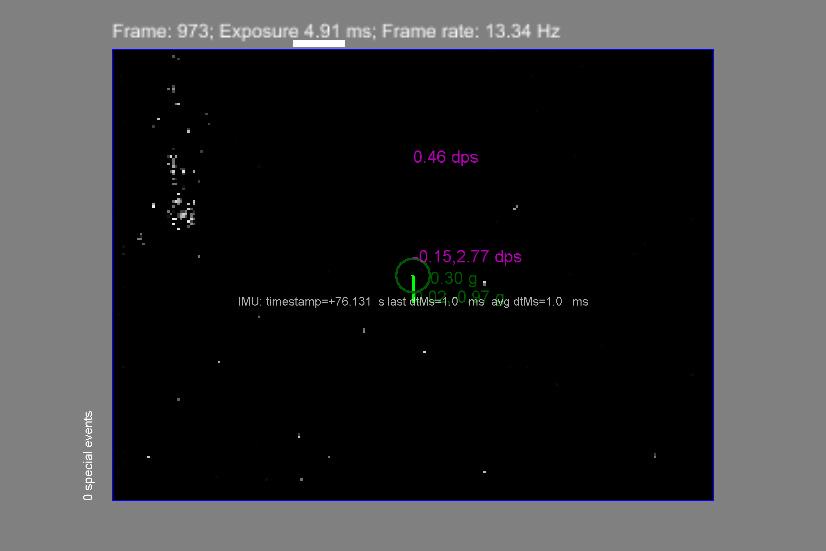 Frame: 973; Exposure 4.91 ms; Frame rate: 13.34 Hz
0.46 dps
-0.15,2.77 dps
0.30 g
IMU: timestamp=+76.131 s last dtMs=1.0 ms avg dtMs=1.0 ms
0 special events